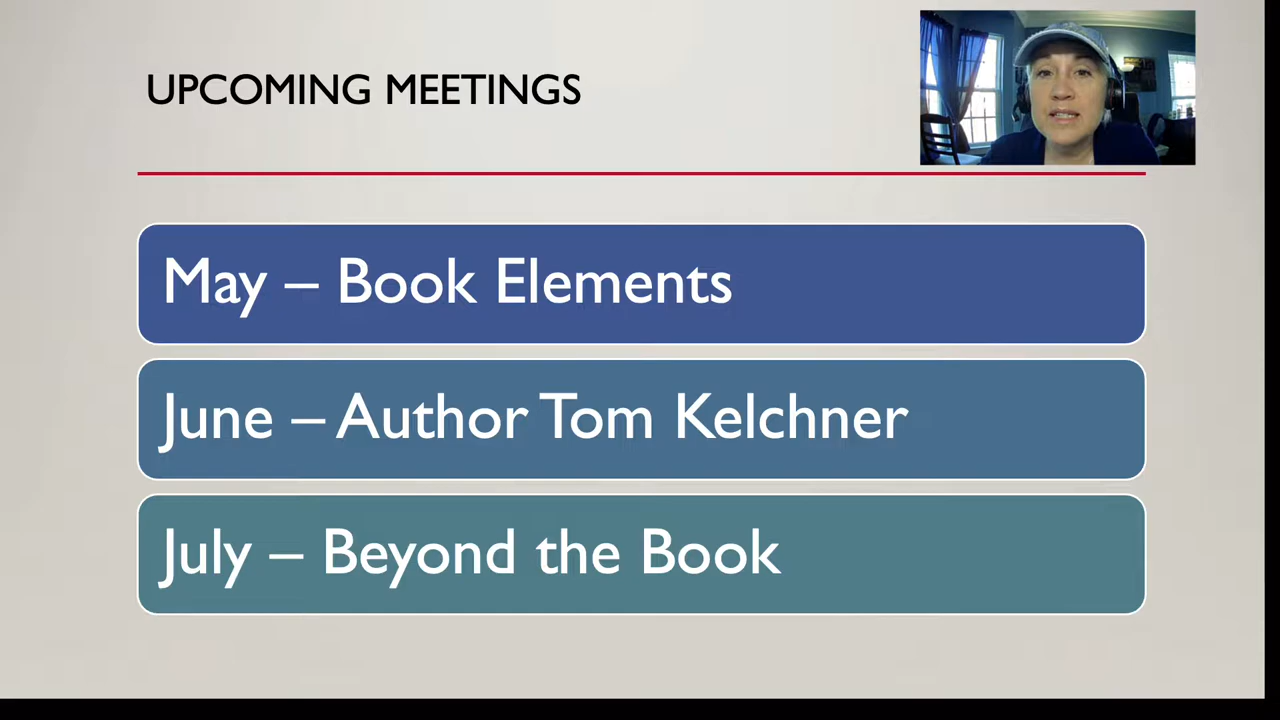 UPCOMING MEETINGS
May – Book Elements
June – Author Tom Kelchner
July – Beyond the Book